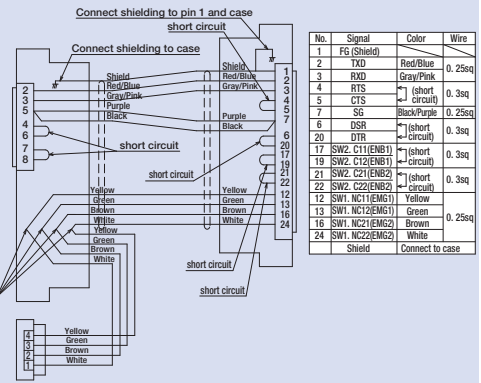 Connect shielding to pin 1 and case
short circuit
Connect shielding to case
Shield
Red/Blue
Gray/Pink
Purple
Black
Shield
Red/Blue
Gray/Pink
Purple
Black
2
3
5
4
6
7
8
1
2
3
4
5
7
6
20
17
19
21
22
12
13
16
24
short circuit
short circuit
Yellow
Green
Brown
White
Yellow
Green
Brown
White
Yellow
Green
Brown
White
short circuit
short circuit
4
3
2
1
Yellow
Green
Brown
White
No. Signal Color Wire
1 FG (Shield)
2 TXD Red/Blue 0. 25sq
3 RXD Gray/Pink
4 RTS (short circuit) 0. 3sq
5 CTS
7 SG Black/Purple 0. 25sq
6 DSR (short circuit) 0. 3sq
20 DTR
17 SW2. C11(ENB1) (short circuit) 0. 3sq
19 SW2. C12(ENB1)
21 SW2. C21(ENB2) (short circuit) 0. 3sq
22 SW2. C22(ENB2)
12 SW1. NC11(EMG1) Yellow 0. 25sq
13 SW1. NC12(EMG1) Green
16 SW1. NC21(EMG2) Brown
24 SW1. NC22(EMG2) White
Shield Connect to case